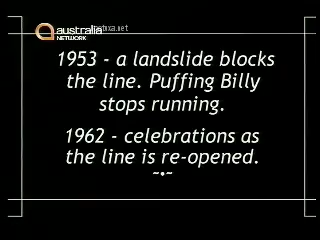 australia
NETWORK
1953 - a landslide blocks
the line. Puffing Billy
stops running.
1962 - celebrations as
the line is re-opened.
~•~